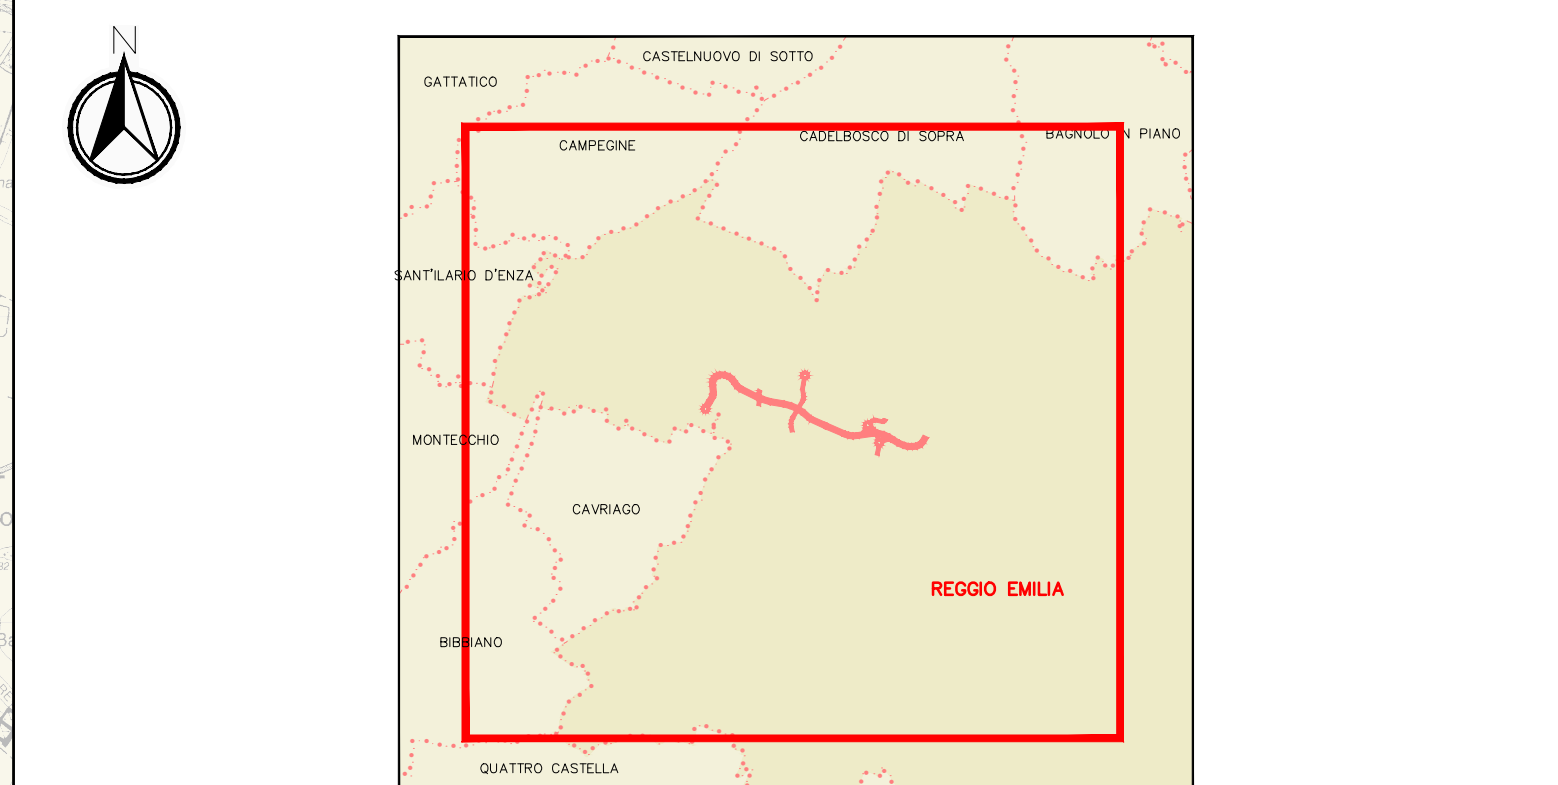 N
CASTELNUOVO DI SOTTO
GATTATICO
CADELBOSCO DI SOPRA
BAGNOLO IN PIANO
CAMPEGINE
SANT'ILARIO D'ENZA
MONTECCHIO
CAVRIAGO
REGGIO EMILIA
BIBBIANO
QUATTRO CASTELLA